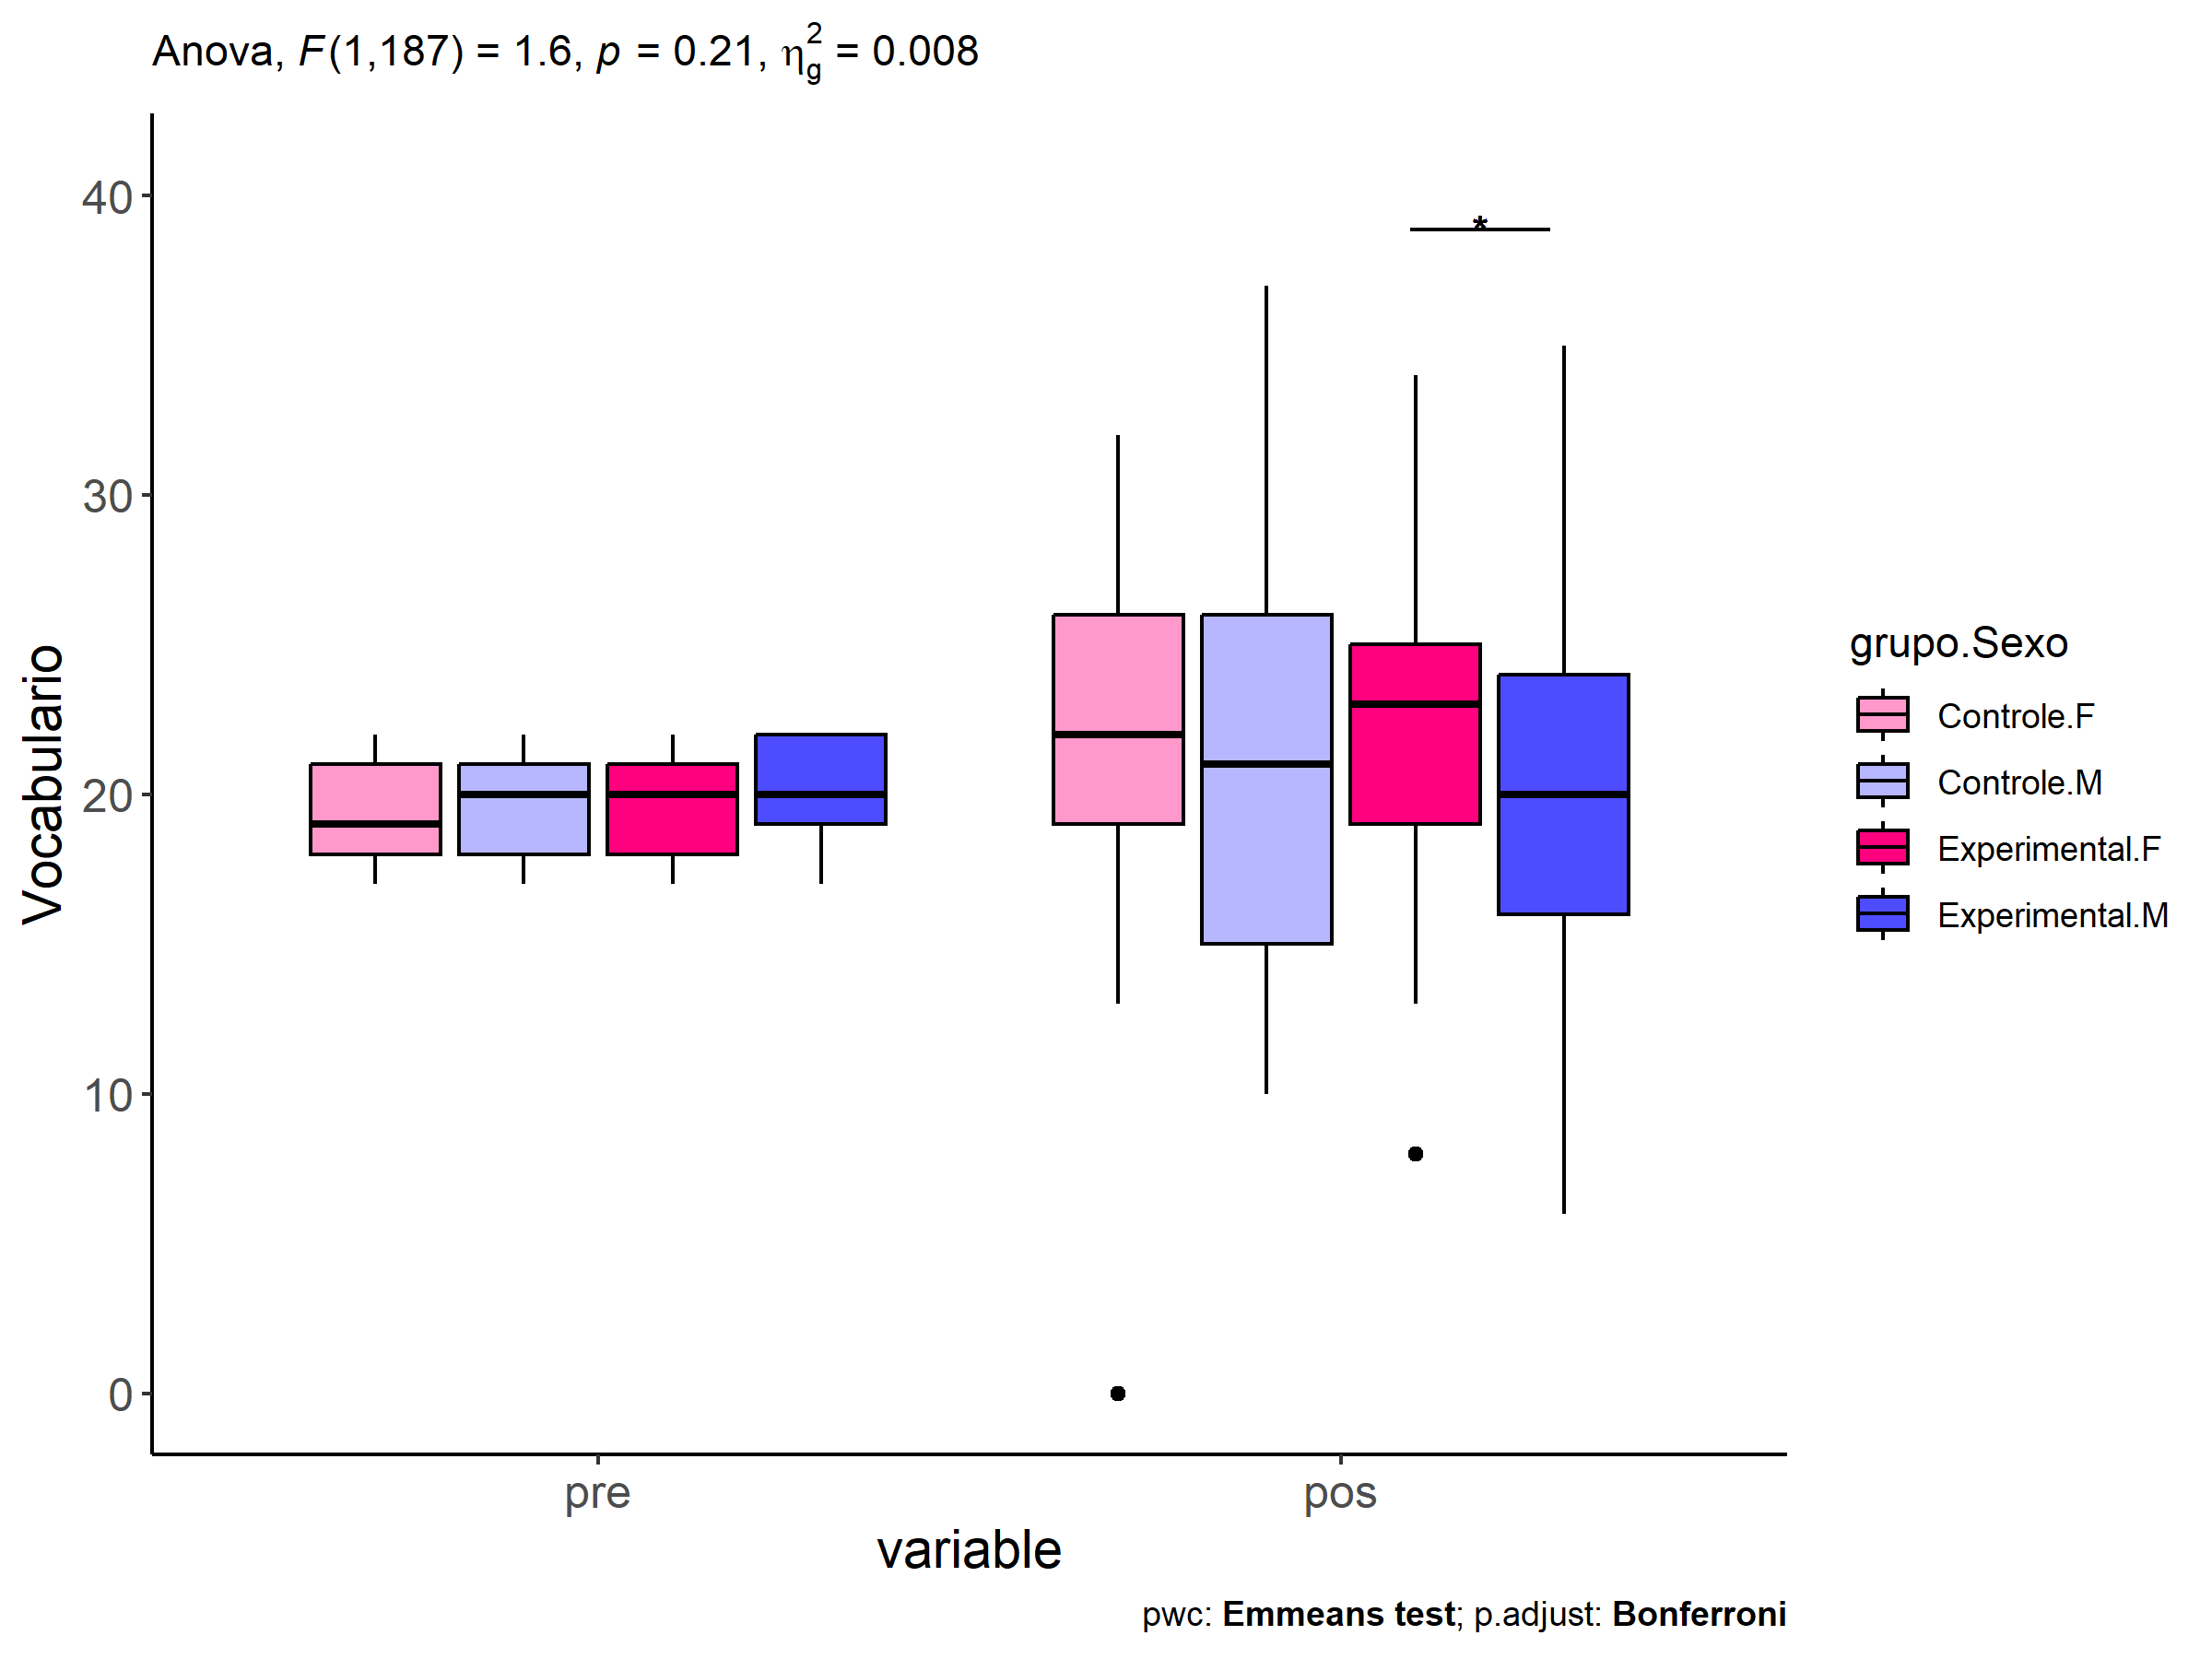 Anova, F(1,187) = 1.6, p = 0.21, η²g = 0.008
40
30
20
10
0
Vocabulario
*
pre
pos
variable
grupo.Sexo
Controle.F
Controle.M
Experimental.F
Experimental.M
pwc: Emmeans test; p.adjust: Bonferroni